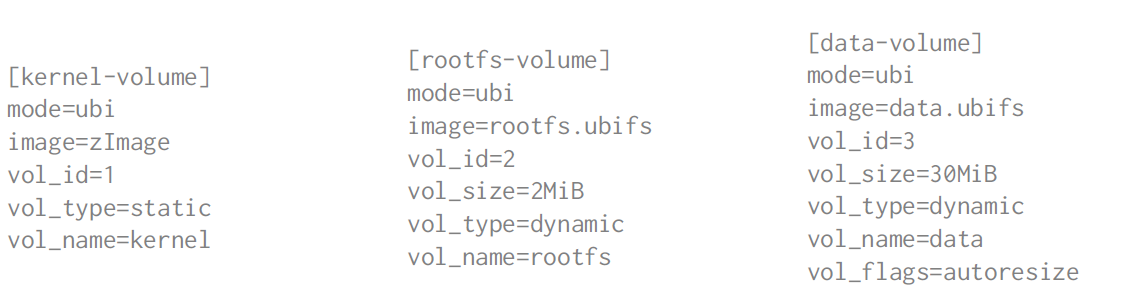 [kernel-volume]
mode=ubi
image=zImage
vol_id=1
vol_type=static
vol_name=kernel
[rootfs-volume]
mode=ubi
image=rootfs.ubifs
vol_id=2
vol_size=2MiB
vol_type=dynamic
vol_name=rootfs
[data-volume]
mode=ubi
image=data.ubifs
vol_id=3
vol_size=30MiB
vol_type=dynamic
vol_name=data
vol_flags=autoresize